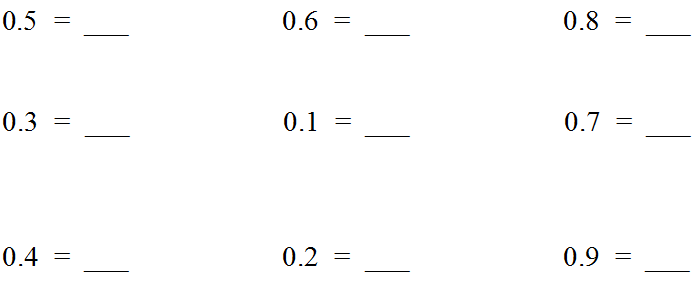 0.5 = ___ 0.6 = ___ 0.8 = ___
0.3 = ___ 0.1 = ___ 0.7 = ___
0.4 = ___ 0.2 = ___ 0.9 = ___